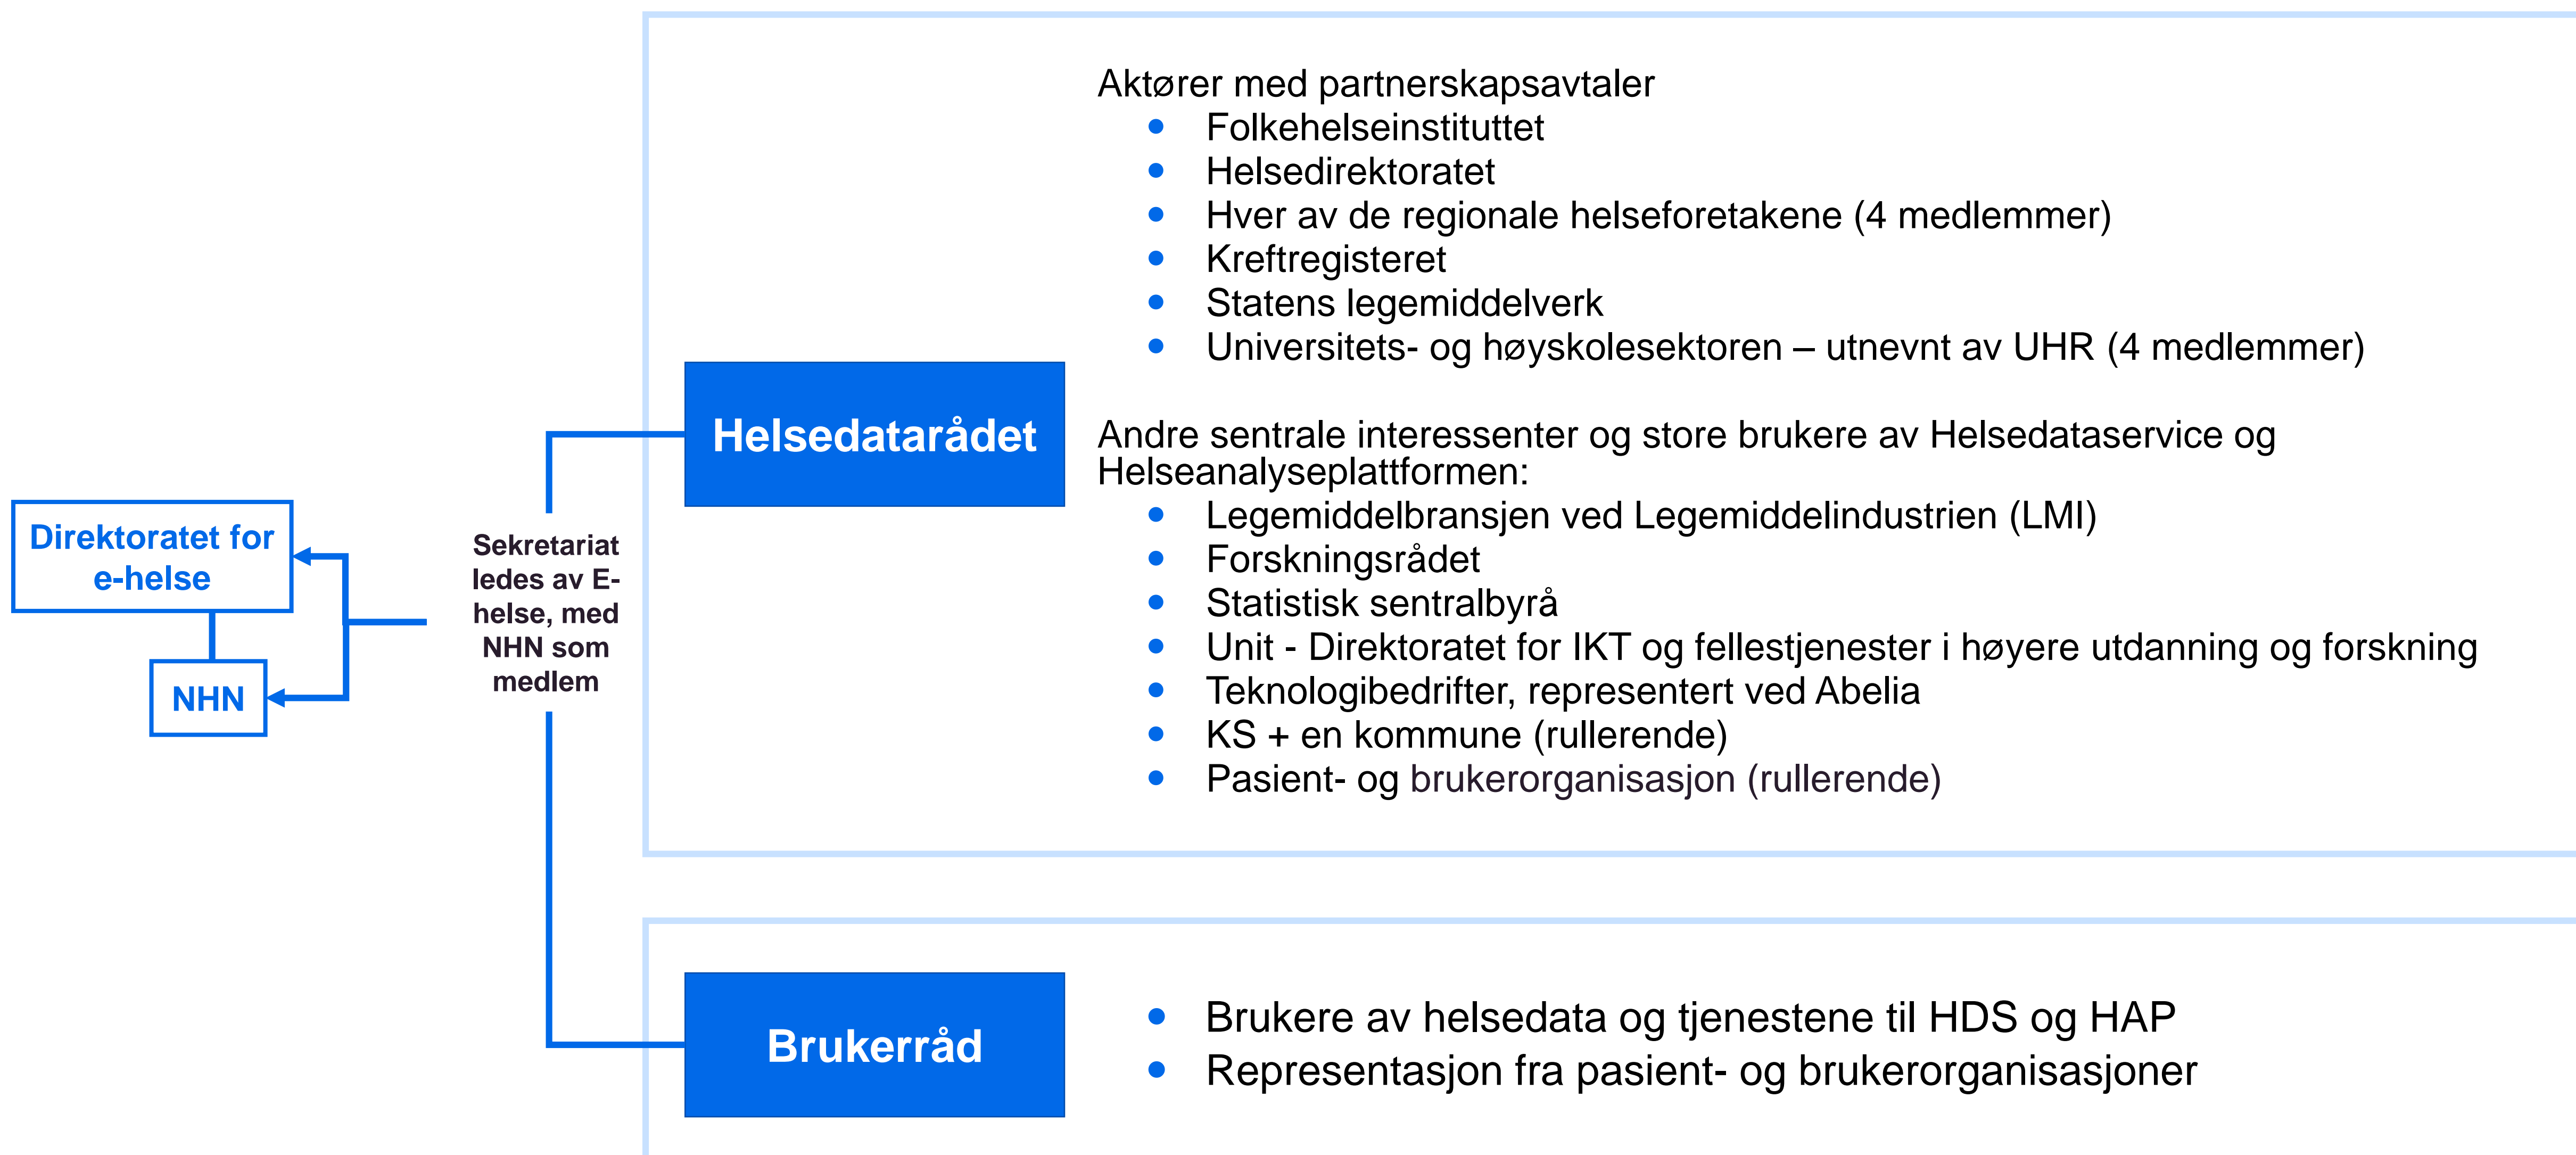 Aktører med partnerskapsavtaler
Folkehelseinstituttet
Helsedirektoratet
Hver av de regionale helseforetakene (4 medlemmer)
Kreftregisteret
Statens legemiddelverk
Universitets- og høyskolesektoren – utnevnt av UHR (4 medlemmer)
Helsedatarådet
Andre sentrale interessenter og store brukere av Helsedataservice og
Helseanalyseplattformen:
Legemiddelbransjen ved Legemiddelindustrien (LMI)
Forskningsrådet
Statistisk sentralbyrå
Unit - Direktoratet for IKT og fellestjenester i høyere utdanning og forskning
Teknologibedrifter, representert ved Abelia
KS + en kommune (rullerende)
Pasient- og brukerorganisasjon (rullerende)
Direktoratet for
e-helse
NHN
Sekretariat
ledes av E-
helse, med
NHN som
medlem
Brukerråd
Brukere av helsedata og tjenestene til HDS og HAP
Representasjon fra pasient- og brukerorganisasjoner